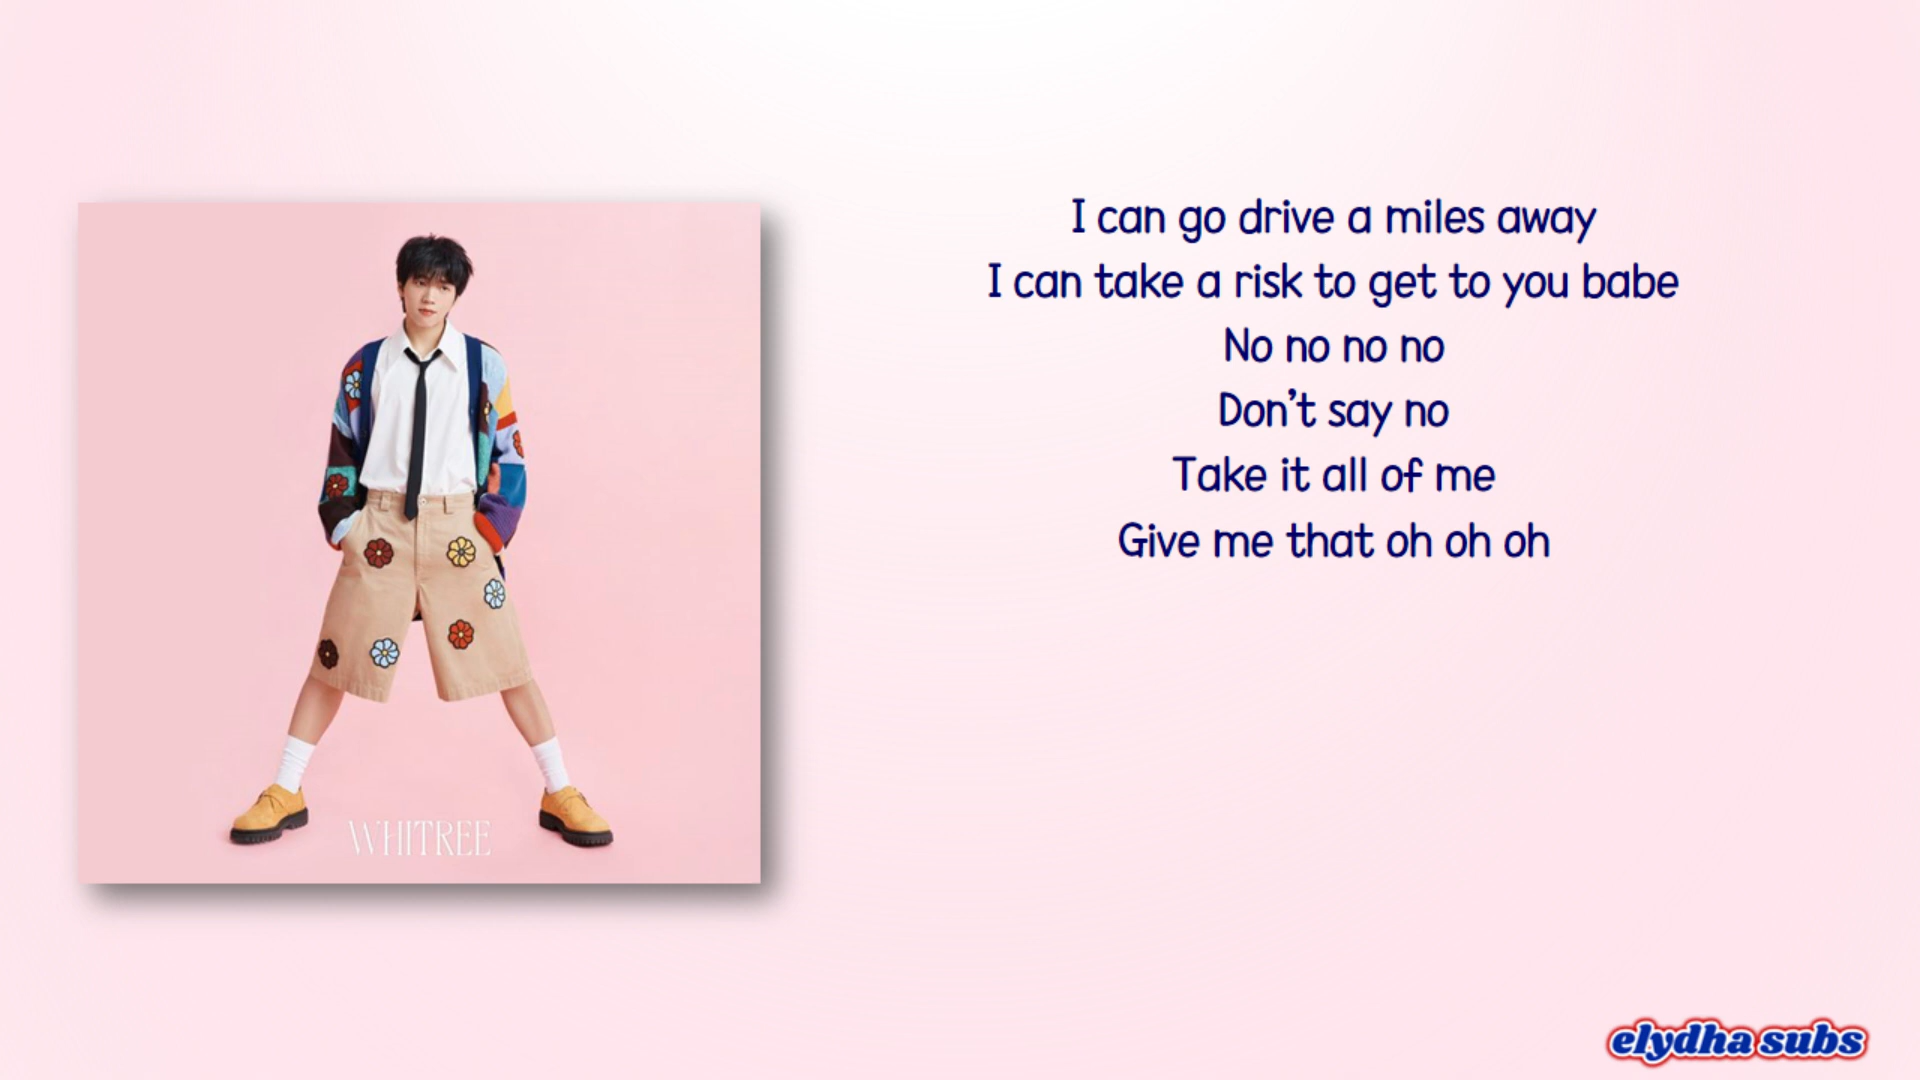 I can go drive a miles away
I can take a risk to get to you babe
No no no no
Don't say no
Take it all of me
Give me that oh oh oh
WHITREE
elydha subs